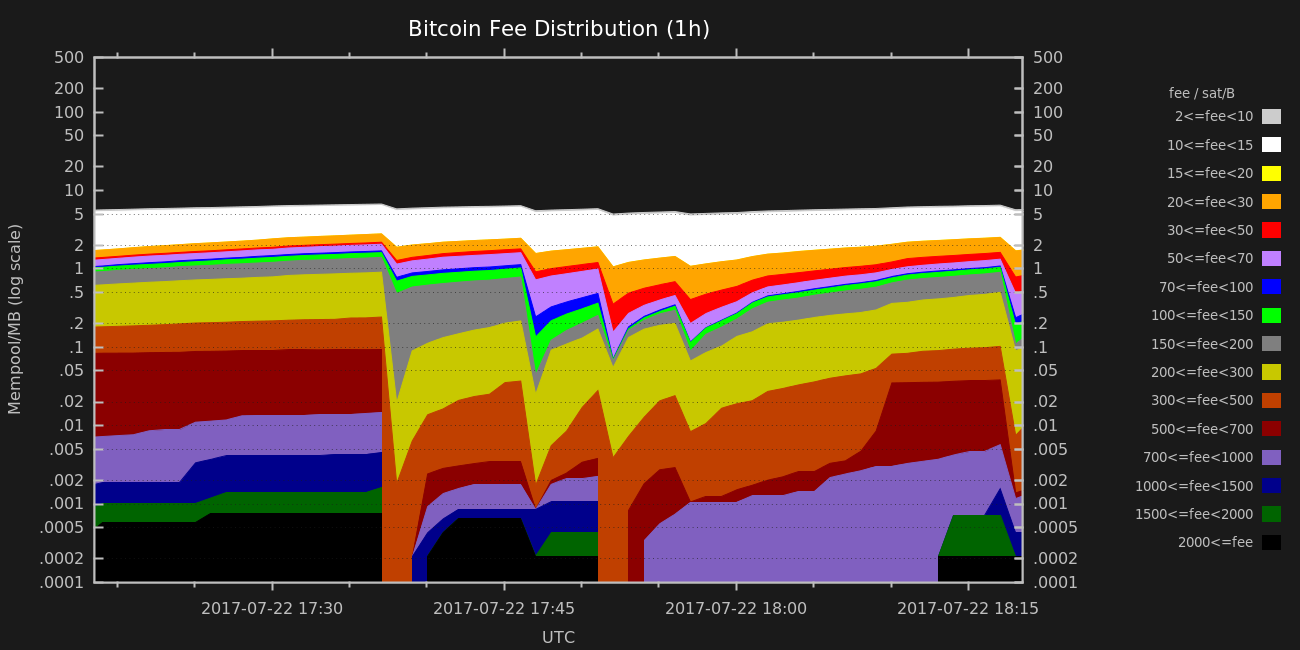 Bitcoin Fee Distribution (1h)
500 500
200 200
100 100
50 50
20 20
10 10
5 5
2 2
1 1
.5 .5
.2 .2
.1 .1
.05 .05
.02 .02
.01 .01
.005 .005
.002 .002
.001 .001
.0005 .0005
.0002 .0002
.0001 .0001
Mempool/MB (log scale)
2017-07-22 17:30 2017-07-22 17:45 2017-07-22 18:00 2017-07-22 18:15
UTC
fee / sat/B
2<=fee<10
10<=fee<15
15<=fee<20
20<=fee<30
30<=fee<50
50<=fee<70
70<=fee<100
100<=fee<150
150<=fee<200
200<=fee<300
300<=fee<500
500<=fee<700
700<=fee<1000
1000<=fee<1500
1500<=fee<2000
2000<=fee